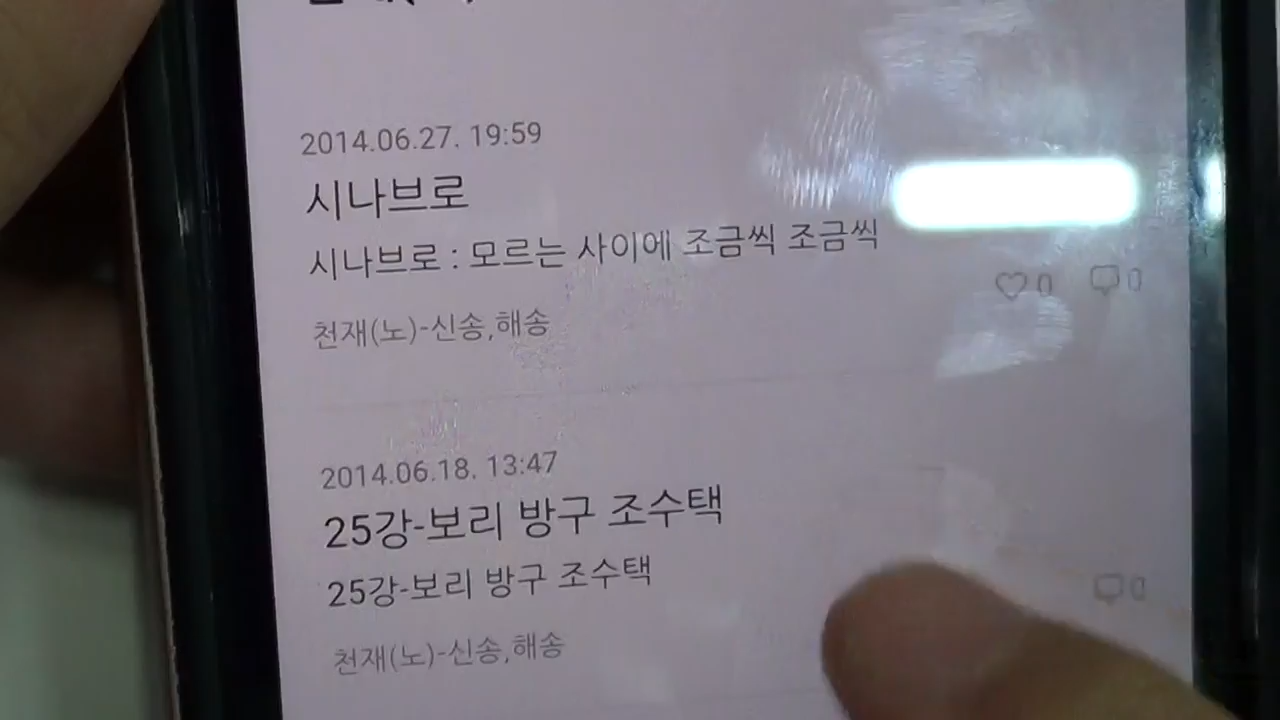 2014.06.27. 19:59
시나브로
시나브로 : 모르는 사이에 조금씩 조금씩
0 0
천재(노)-신송,해송
2014.06.18. 13:47
25강-보리 방구 조수택
25강-보리 방구 조수택
0
천재(노)-신송,해송